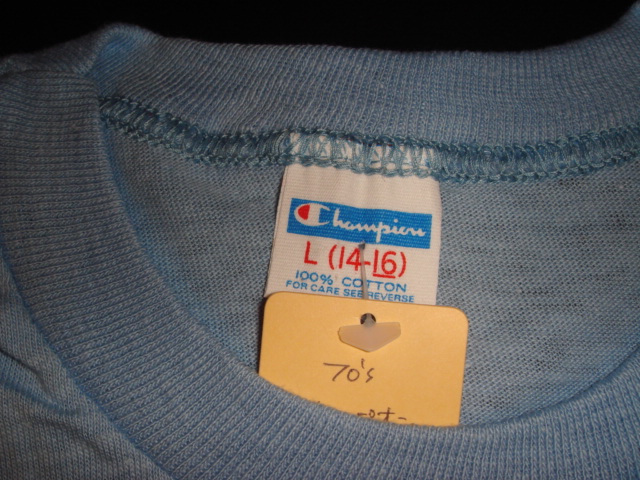 Champion
L (14-16)
100% COTTON
FOR CARE SEE REVERSE
70's